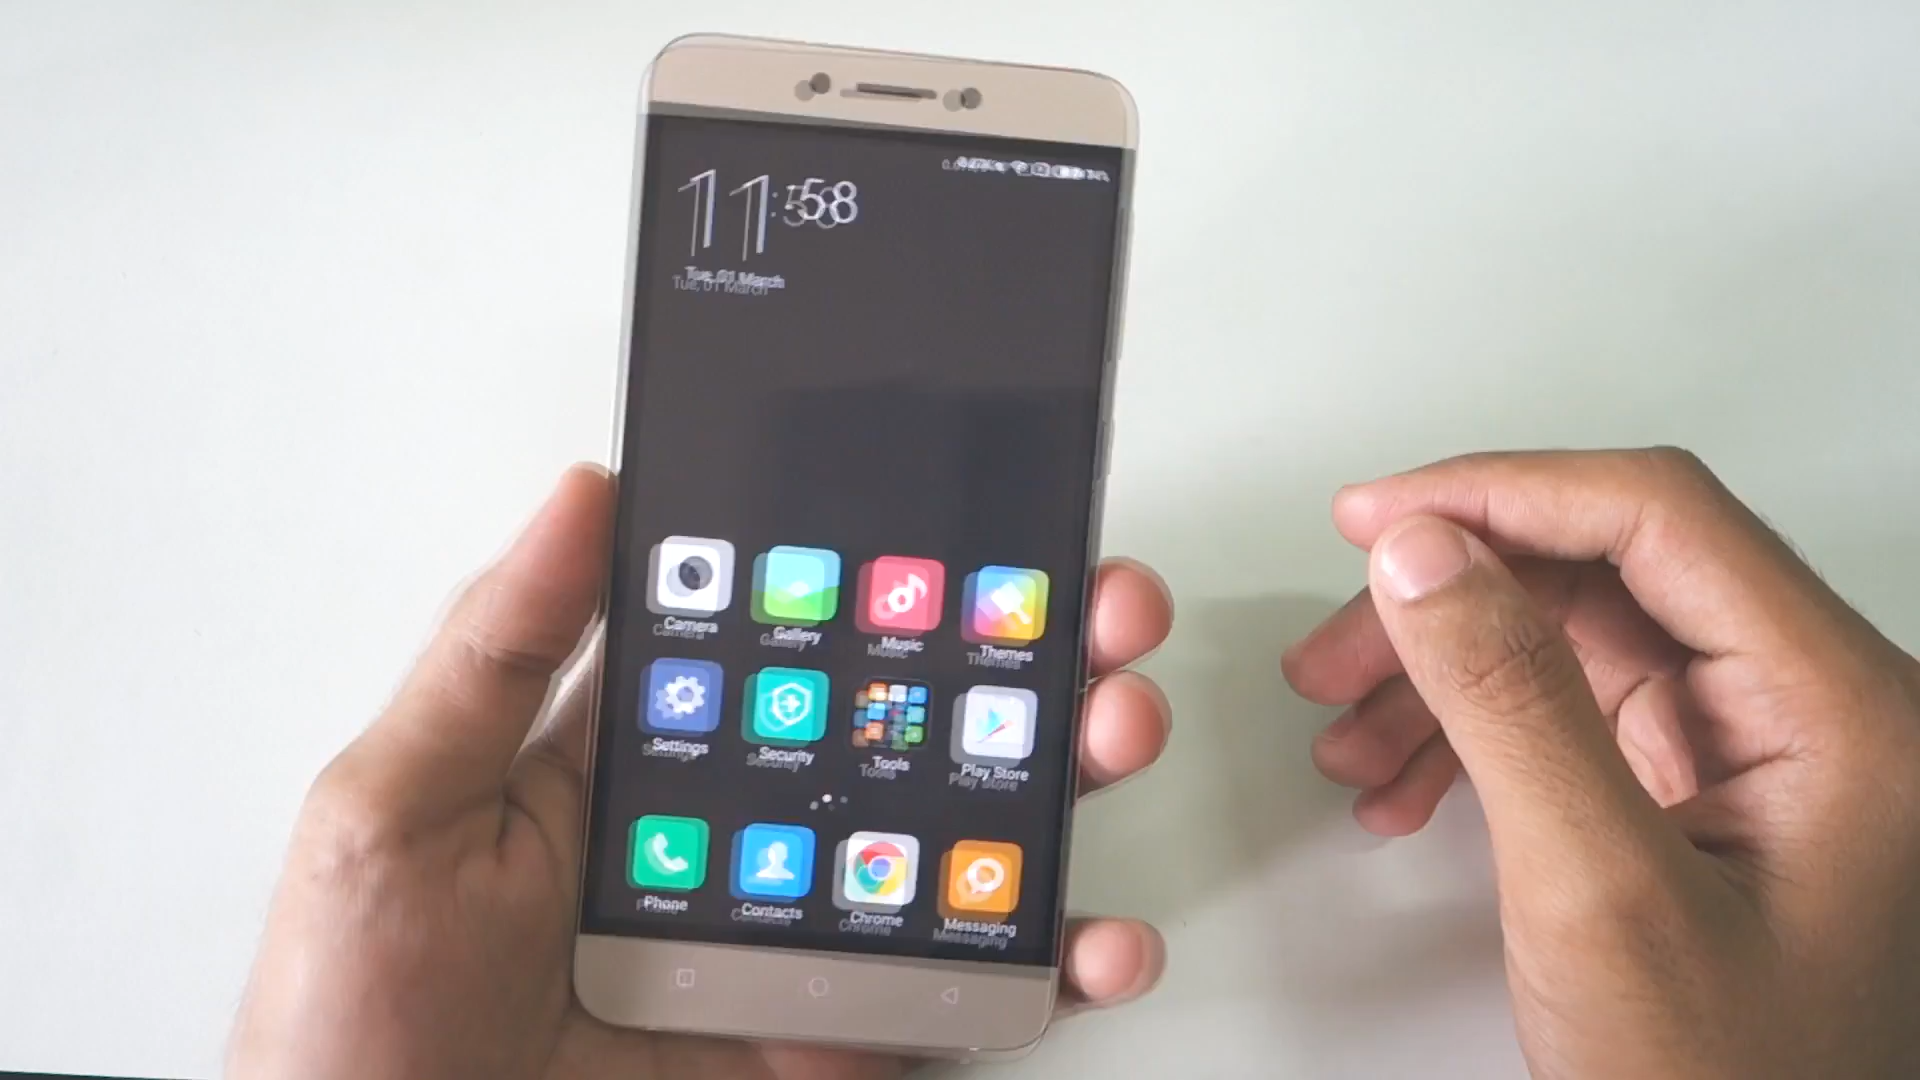 11:58
Tue, 01 March
Camera Gallery Music Themes
Settings Security Tools Play Store
Phone Contacts Chrome Messaging